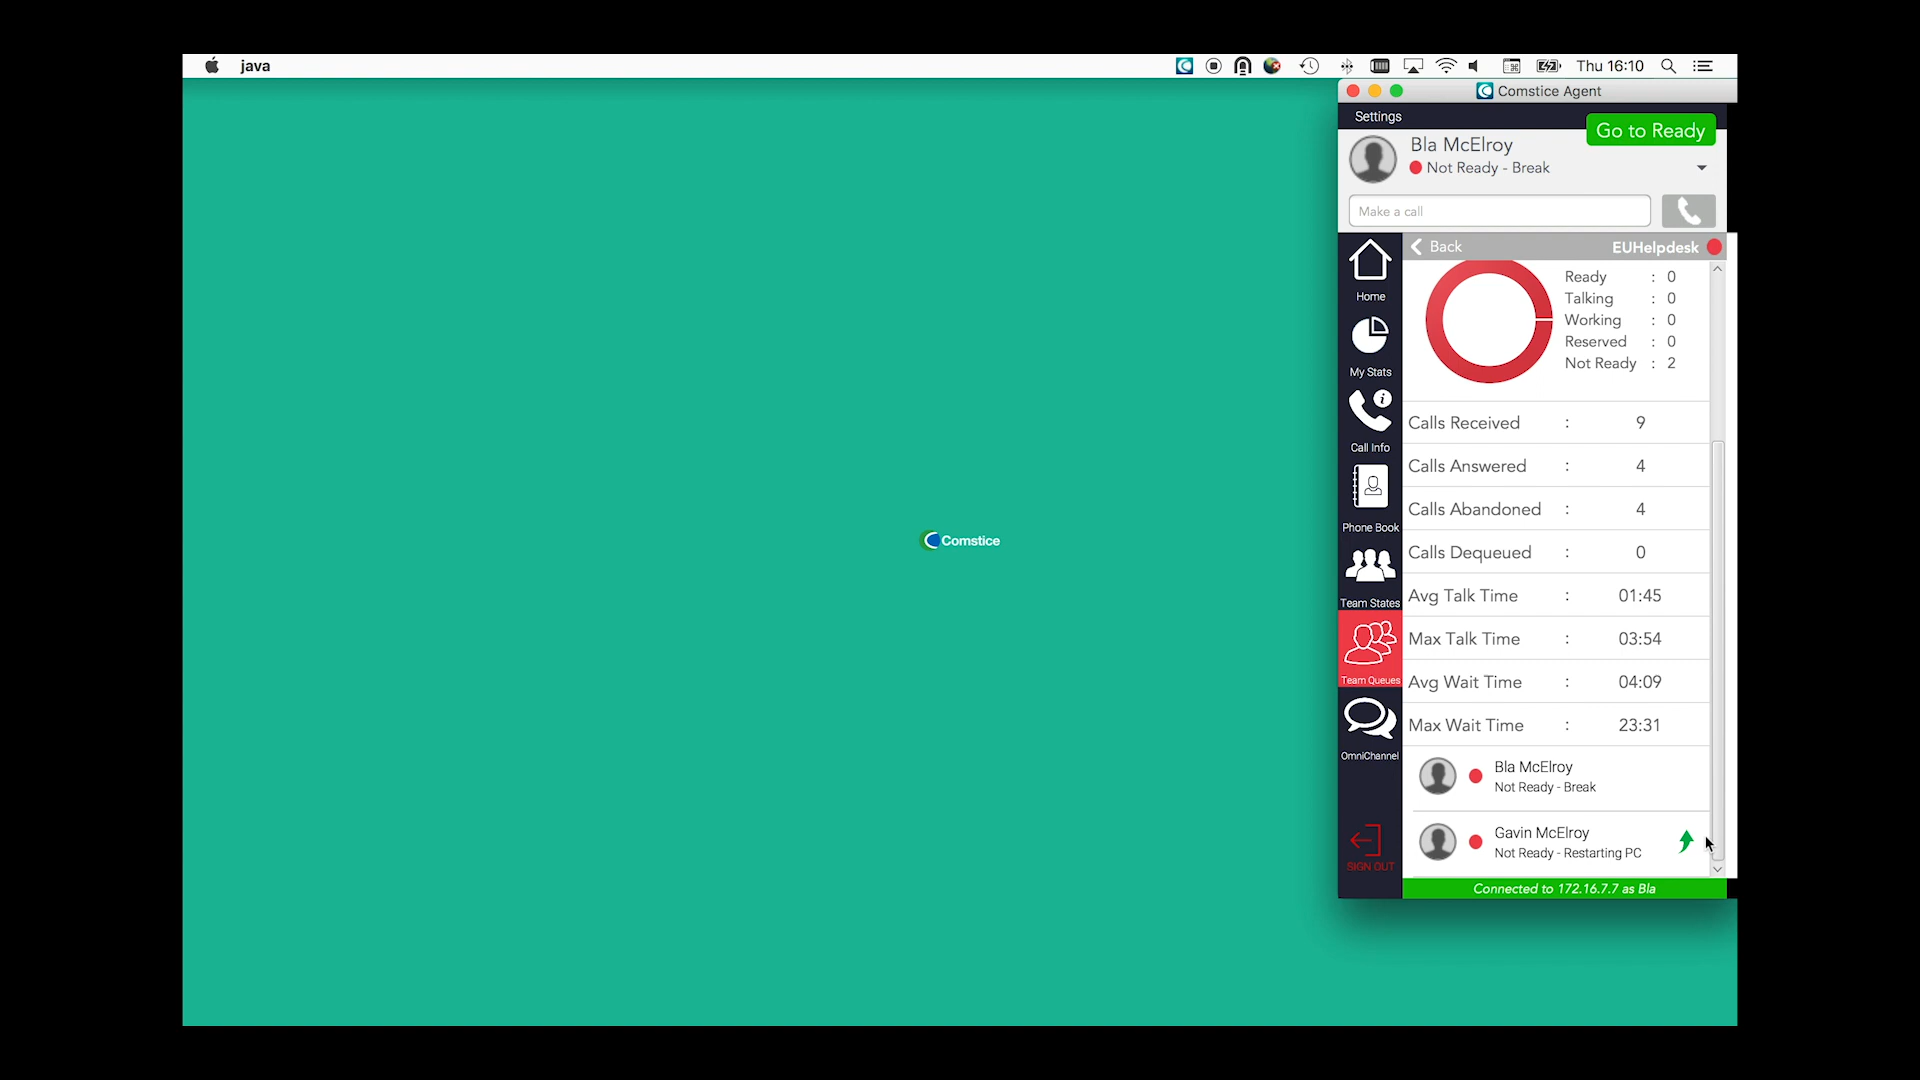 java
Thu 16:10
Comstice Agent
Settings
Go to Ready
Bla McElroy
Not Ready - Break
Make a call
Back
EUHelpdesk
Home
My Stats
Call Info
Phone Book
Team States
Team Queues
OmniChannel
SIGN OUT
Ready : 0
Talking : 0
Working : 0
Reserved : 0
Not Ready : 2
Calls Received : 9
Calls Answered : 4
Calls Abandoned : 4
Calls Dequeued : 0
Avg Talk Time : 01:45
Max Talk Time : 03:54
Avg Wait Time : 04:09
Max Wait Time : 23:31
Bla McElroy
Not Ready - Break
Gavin McElroy
Not Ready - Restarting PC
Connected to 172.16.7.7 as Bla
Comstice